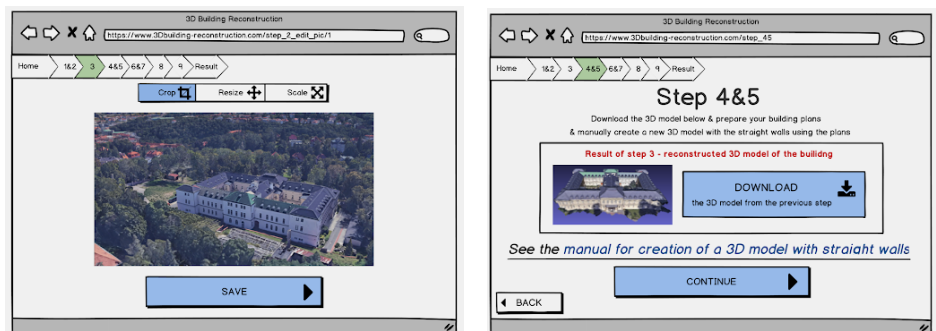 3D Building Reconstruction
https://www.3Dbuilding-reconstruction.com/step_2_edit_pic/1
Home 1&2 3 4&5 6&7 8 9 Result
Crop Resize Scale
SAVE
3D Building Reconstruction
https://www.3Dbuilding-reconstruction.com/step_45
Home 1&2 3 4&5 6&7 8 9 Result
Step 4&5
Download the 3D model below & prepare your building plans
& manually create a new 3D model with the straight walls using the plans
Result of step 3 - reconstructed 3D model of the builidng
DOWNLOAD
the 3D model from the previous step
See the manual for creation of a 3D model with straight walls
CONTINUE
BACK